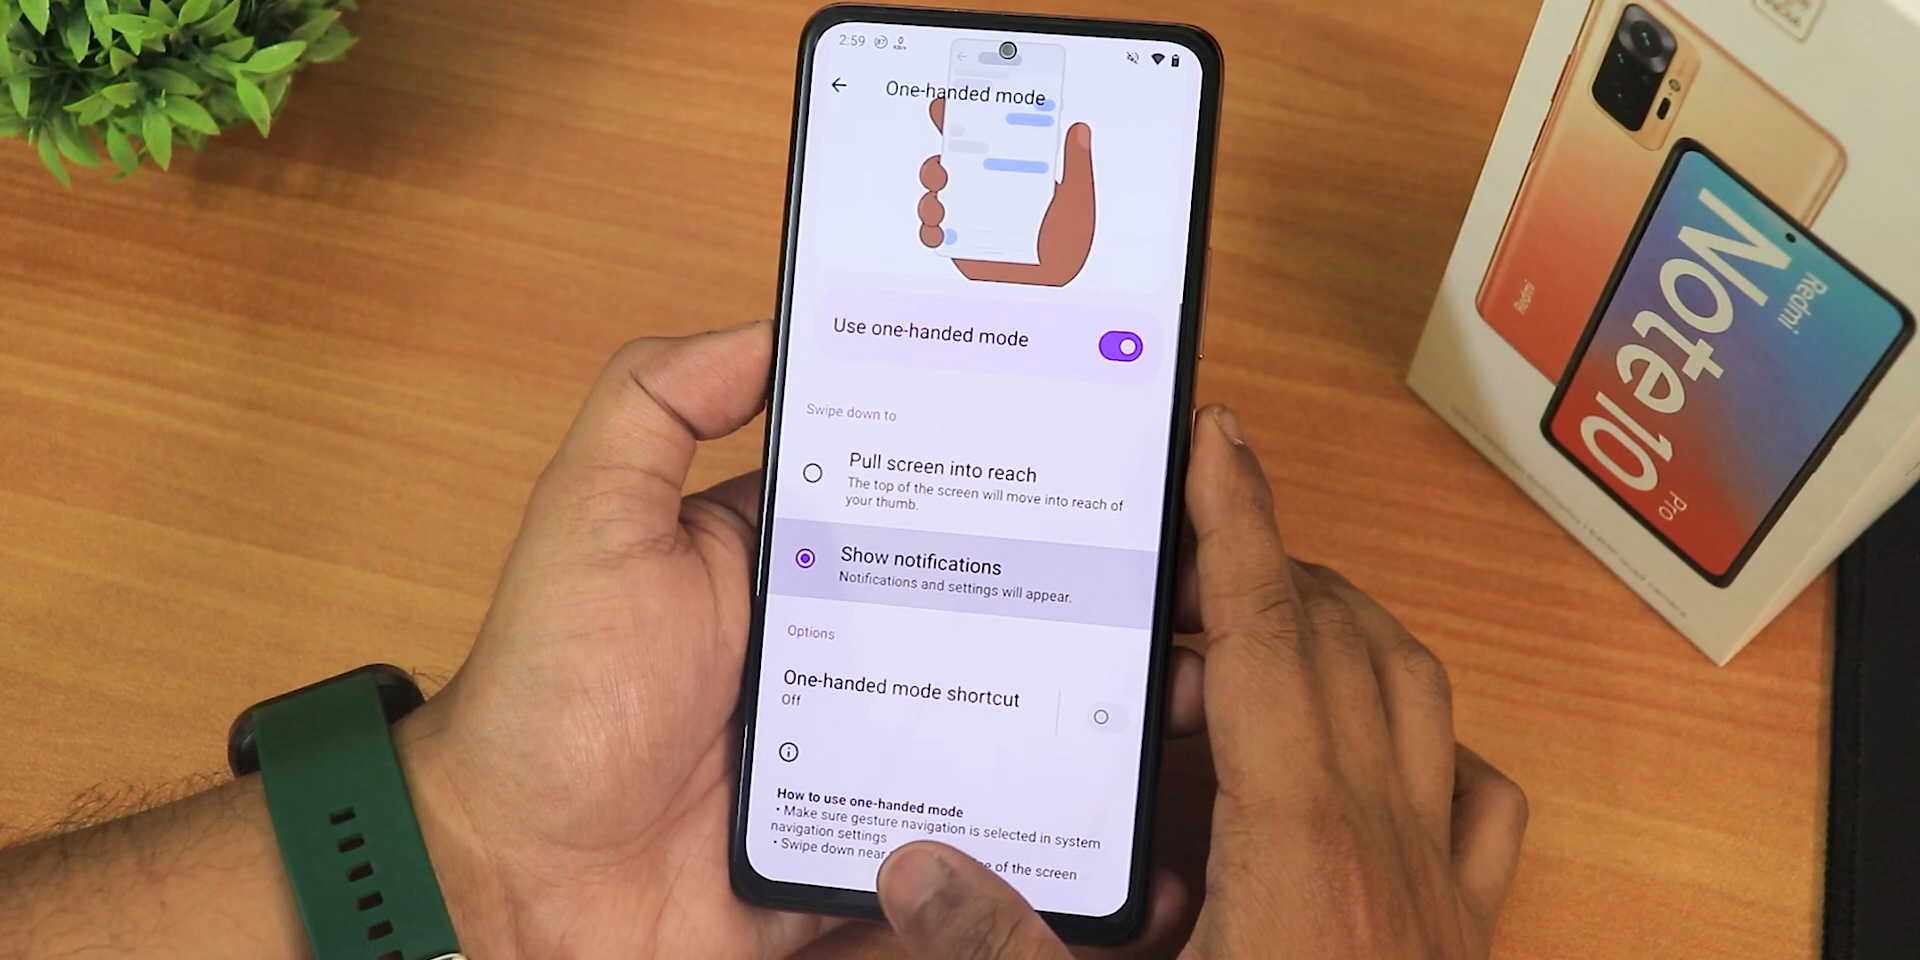 2:59
87
One-handed mode
Use one-handed mode
Swipe down to
Pull screen into reach
The top of the screen will move into reach of
your thumb.
Show notifications
Notifications and settings will appear.
Options
One-handed mode shortcut
Off
How to use one-handed mode
• Make sure gesture navigation is selected in system
navigation settings
• Swipe down near
of the screen
Redmi
Redmi
Note10
Pro